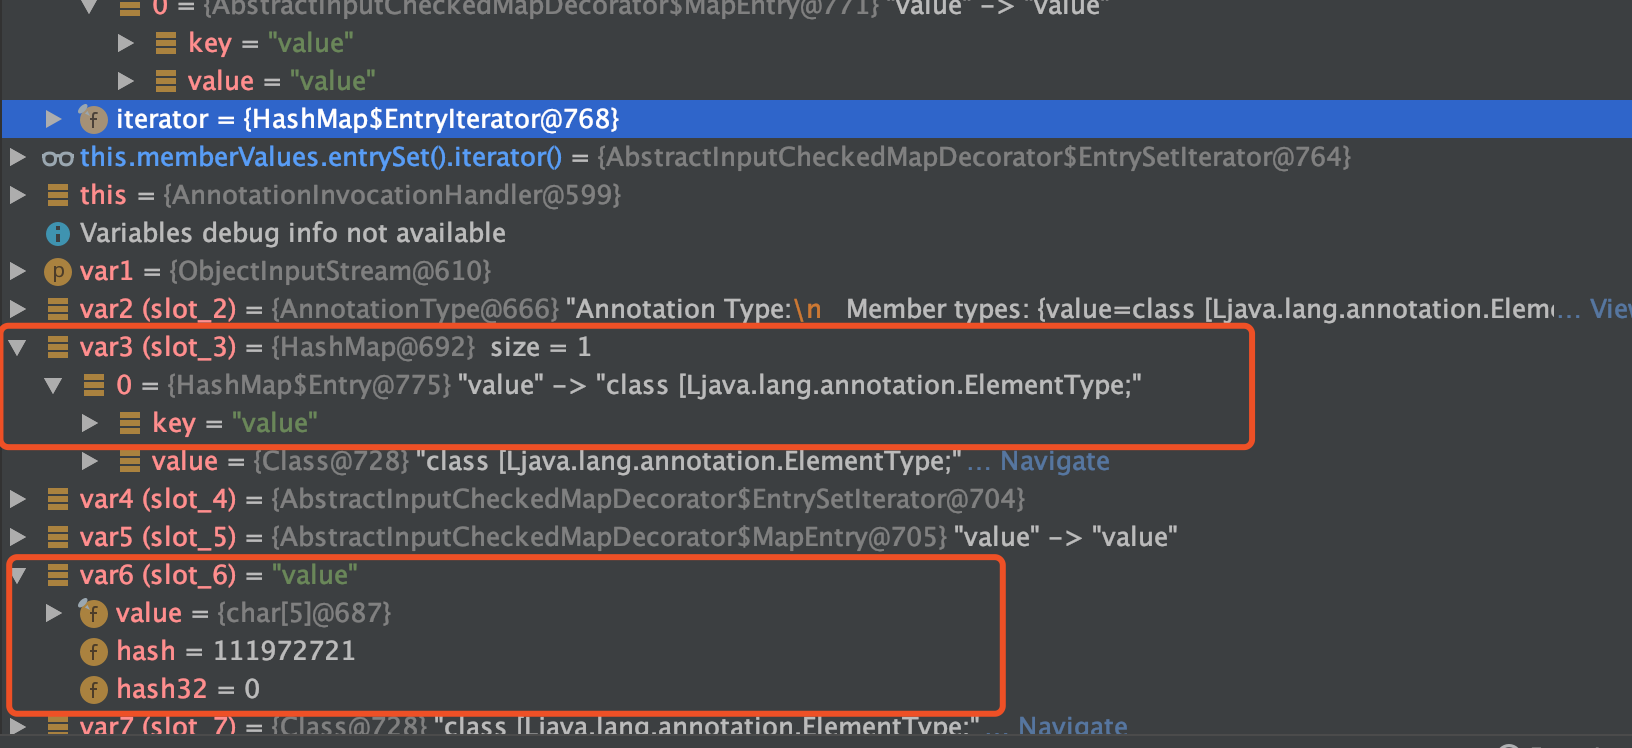 0 = {AbstractInputCheckedMapDecorator$MapEntry@771} "value" -> "value"
key = "value"
value = "value"
f iterator = {HashMap$EntryIterator@768}
this.memberValues.entrySet().iterator() = {AbstractInputCheckedMapDecorator$EntrySetIterator@764}
this = {AnnotationInvocationHandler@599}
i Variables debug info not available
p var1 = {ObjectInputStream@610}
var2 (slot_2) = {AnnotationType@666} "Annotation Type:\n   Member types: {value=class [Ljava.lang.annotation.Eleme... View
var3 (slot_3) = {HashMap@692}  size = 1
0 = {HashMap$Entry@775} "value" -> "class [Ljava.lang.annotation.ElementType;"
key = "value"
value = {Class@728} "class [Ljava.lang.annotation.ElementType;" ... Navigate
var4 (slot_4) = {AbstractInputCheckedMapDecorator$EntrySetIterator@704}
var5 (slot_5) = {AbstractInputCheckedMapDecorator$MapEntry@705} "value" -> "value"
var6 (slot_6) = "value"
f value = {char[5]@687}
f hash = 111972721
f hash32 = 0
var7 (slot_7) = {Class@728} "class [Ljava.lang.annotation.ElementType;" ... Navigate